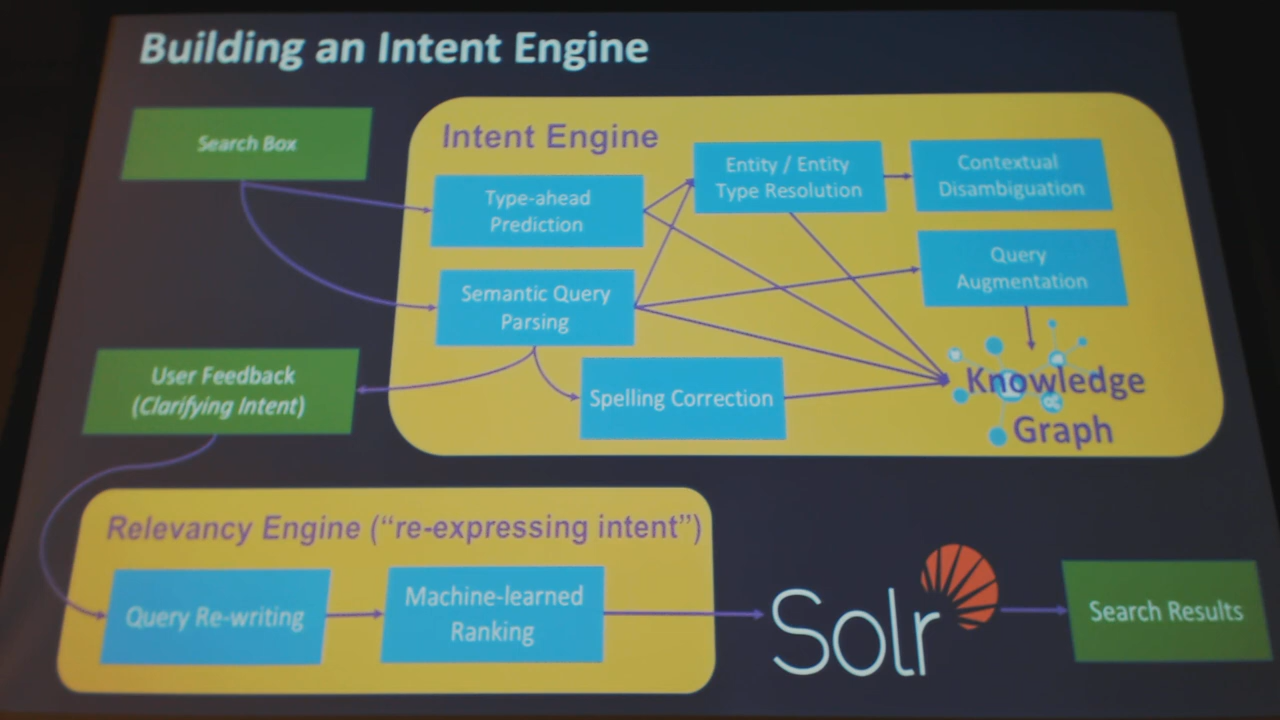 Building an Intent Engine
Search Box
Intent Engine
Type-ahead
Prediction
Entity / Entity
Type Resolution
Contextual
Disambiguation
Semantic Query
Parsing
Query
Augmentation
User Feedback
(Clarifying Intent)
Spelling Correction
Knowledge
Graph
Relevancy Engine (“re-expressing intent”)
Query Re-writing
Machine-learned
Ranking
Solr
Search Results